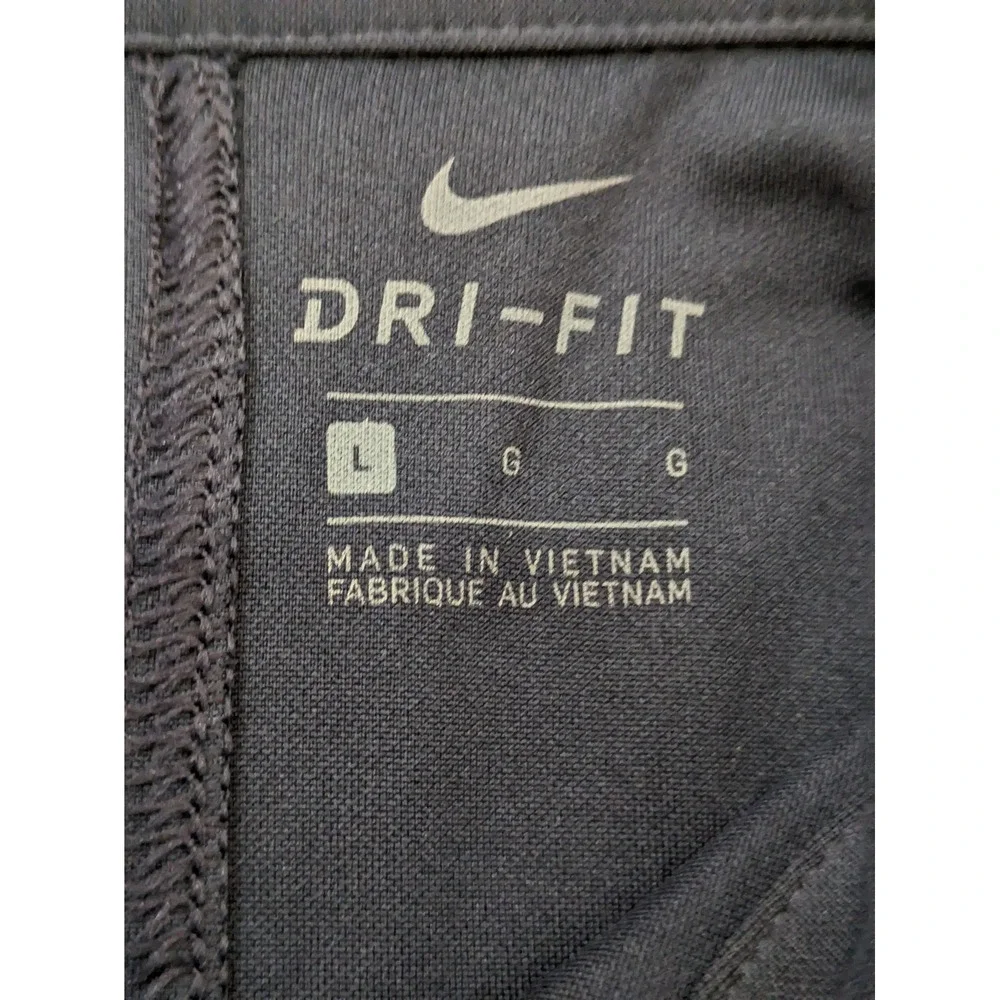 DRI-FIT
L G G
MADE IN VIETNAM
FABRIQUE AU VIETNAM